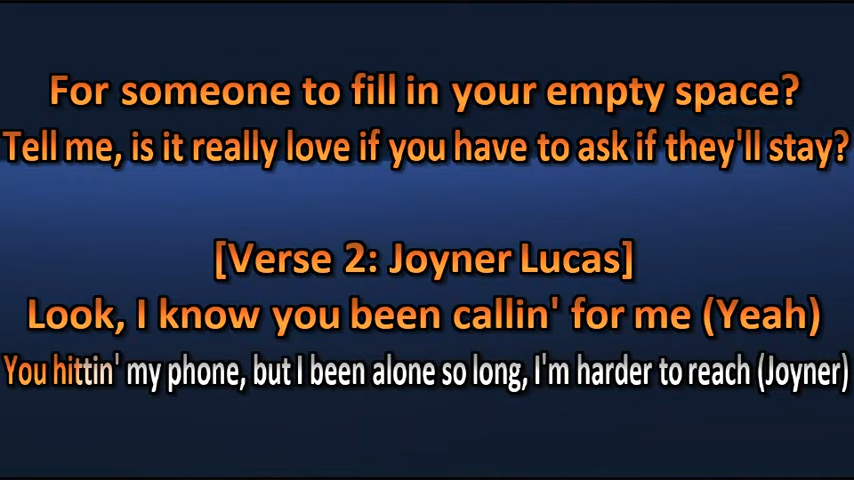 For someone to fill in your empty space?
Tell me, is it really love if you have to ask if they'll stay?
[Verse 2: Joyner Lucas]
Look, I know you been callin' for me (Yeah)
You hittin' my phone, but I been alone so long, I'm harder to reach (Joyner)